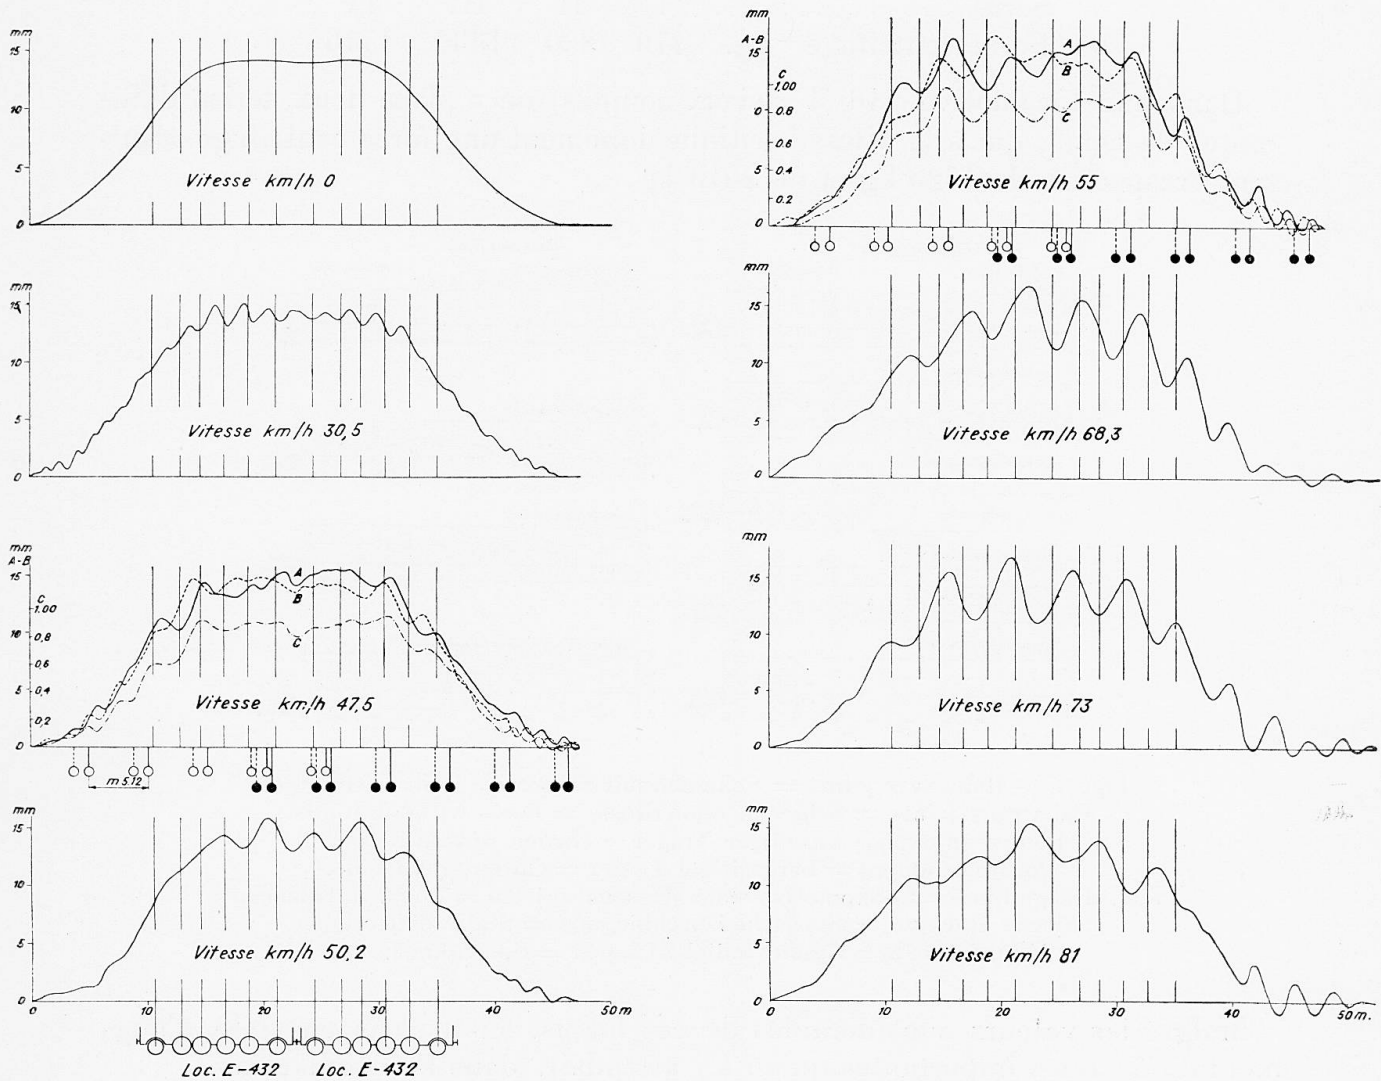 mm
15
10
5
0
Vitesse km/h 0
mm
15
10
5
0
Vitesse km/h 30,5
mm
A-B
15
C
1.00
10
0,8
0,6
5
0,4
0,2
0
A
B
C
Vitesse km/h 47,5
m 5.12
mm
15
10
5
0
Vitesse km/h 50,2
0 10 20 30 40 50 m
Loc. E-432 Loc. E-432
mm
A-B
15
C
1,00
10
0.8
0.6
5
0.4
0.2
0
A
B
C
Vitesse km/h 55
mm
10
5
0
Vitesse km/h 68,3
mm
15
10
5
0
Vitesse km/h 73
mm
15
10
5
0
Vitesse km/h 81
10 20 30 40 50 m.